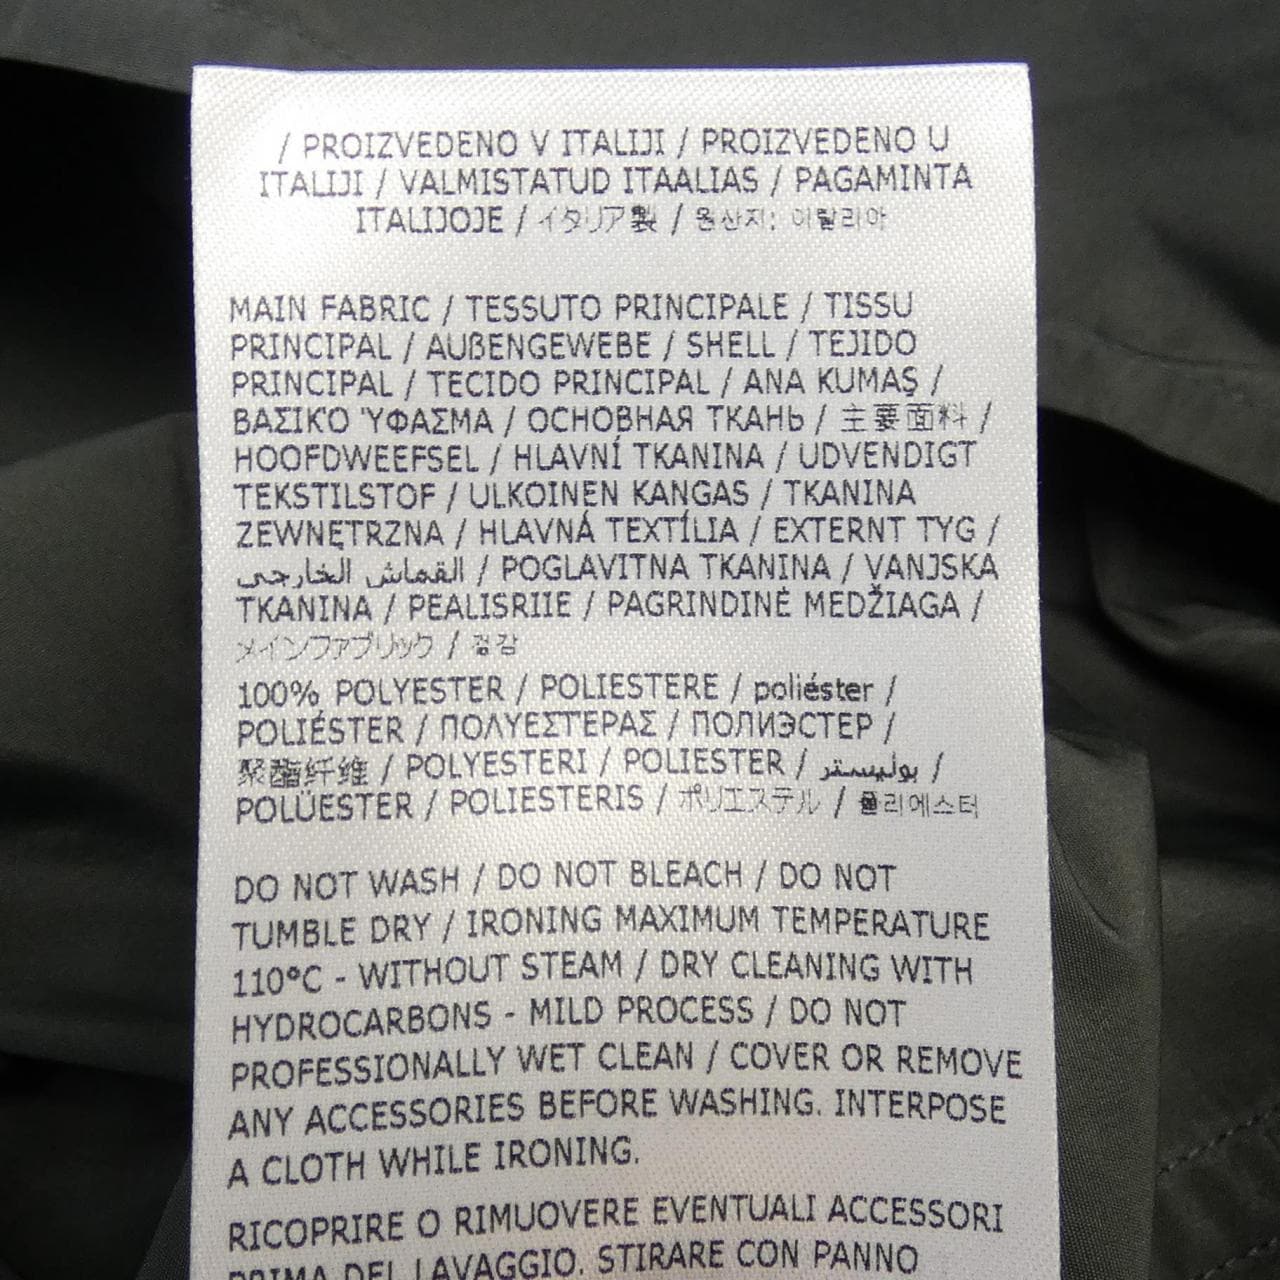 / PROIZVEDENO V ITALIJI / PROIZVEDENO U
ITALIJI / VALMISTATUD ITAALIAS / PAGAMINTA
ITALIJOJE / イタリア製 / 원산지: 이탈리아
MAIN FABRIC / TESSUTO PRINCIPALE / TISSU
PRINCIPAL / AUßENGEWEBE / SHELL / TEJIDO
PRINCIPAL / TECIDO PRINCIPAL / ANA KUMAŞ /
ΒΑΣΙΚΌ ΎΦΑΣΜΑ / ОСНОВНАЯ ТКАНЬ / 主要面料 /
HOOFDWEEFSEL / HLAVNÍ TKANINA / UDVENDIGT
TEKSTILSTOF / ULKOINEN KANGAS / TKANINA
ZEWNĘTRZNA / HLAVNÁ TEXTÍLIA / EXTERNT TYG /
القماش الخارجي / POGLAVITNA TKANINA / VANJSKA
TKANINA / PEALISRIIE / PAGRINDINĖ MEDŽIAGA /
メインファブリック / 겉감
100% POLYESTER / POLIESTERE / poliéster /
POLIÉSTER / ΠΟΛΥΕΣΤΕΡΑΣ / ПОЛИЭСТЕР /
聚酯纤维 / POLYESTERI / POLIESTER / بوليستر /
POLÜESTER / POLIESTERIS / ポリエステル / 폴리에스터
DO NOT WASH / DO NOT BLEACH / DO NOT
TUMBLE DRY / IRONING MAXIMUM TEMPERATURE
110°C - WITHOUT STEAM / DRY CLEANING WITH
HYDROCARBONS - MILD PROCESS / DO NOT
PROFESSIONALLY WET CLEAN / COVER OR REMOVE
ANY ACCESSORIES BEFORE WASHING. INTERPOSE
A CLOTH WHILE IRONING.
RICOPRIRE O RIMUOVERE EVENTUALI ACCESSORI
PRIMA DEL LAVAGGIO. STIRARE CON PANNO